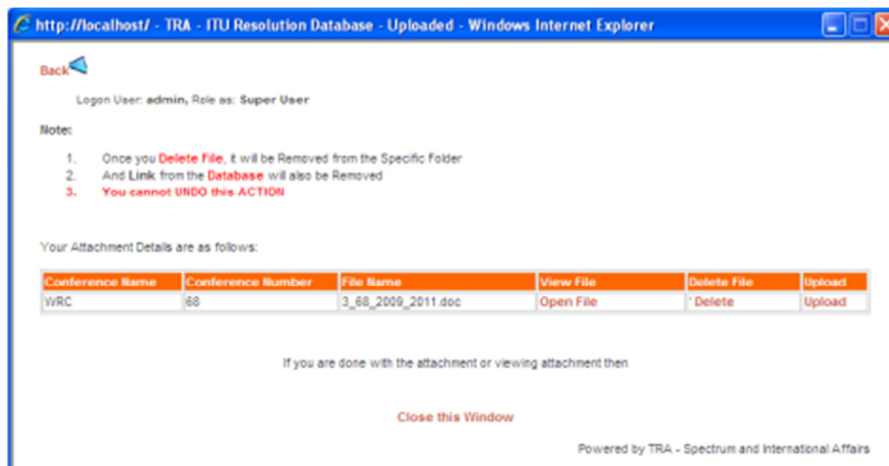 http://localhost/ - TRA - ITU Resolution Database - Uploaded - Windows Internet Explorer
Back
Logon User: admin, Role as: Super User
Note:
1. Once you Delete File, it will be Removed from the Specific Folder
2. And Link from the Database will also be Removed
3. You cannot UNDO this ACTION
Your Attachment Details are as follows:
Conference Name Conference Number File Name View File Delete File Upload
WRC 68 3_68_2009_2011.doc Open File ' Delete Upload
If you are done with the attachment or viewing attachment then
Close this Window
Powered by TRA - Spectrum and International Affairs